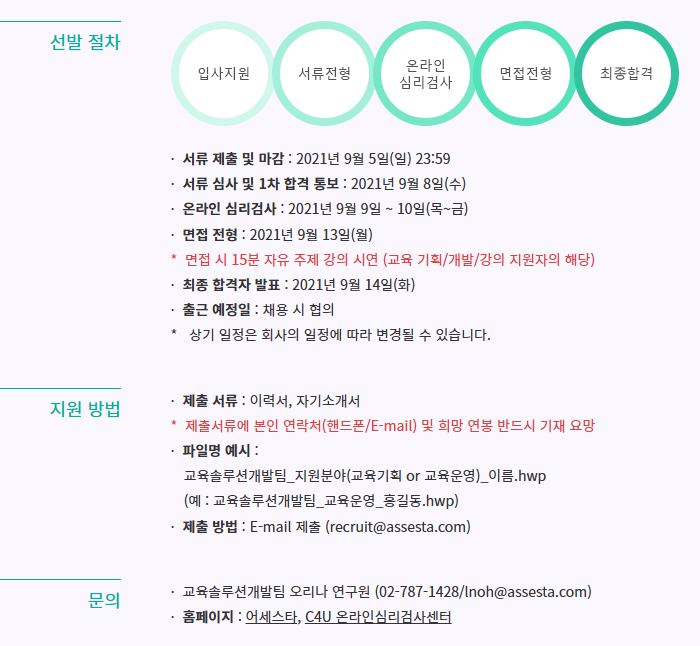 선발 절차
입사지원
서류전형
온라인
심리검사
면접전형
최종합격
· 서류 제출 및 마감 : 2021년 9월 5일(일) 23:59
· 서류 심사 및 1차 합격 통보 : 2021년 9월 8일(수)
· 온라인 심리검사 : 2021년 9월 9일 ~ 10일(목~금)
· 면접 전형 : 2021년 9월 13일(월)
* 면접 시 15분 자유 주제 강의 시연 (교육 기획/개발/강의 지원자의 해당)
· 최종 합격자 발표 : 2021년 9월 14일(화)
· 출근 예정일 : 채용 시 협의
* 상기 일정은 회사의 일정에 따라 변경될 수 있습니다.
지원 방법
· 제출 서류 : 이력서, 자기소개서
* 제출서류에 본인 연락처(핸드폰/E-mail) 및 희망 연봉 반드시 기재 요망
· 파일명 예시 :
교육솔루션개발팀_지원분야(교육기획 or 교육운영)_이름.hwp
(예 : 교육솔루션개발팀_교육운영_홍길동.hwp)
· 제출 방법 : E-mail 제출 (recruit@assesta.com)
문의
· 교육솔루션개발팀 오리나 연구원 (02-787-1428/lnoh@assesta.com)
· 홈페이지 : 어세스타, C4U 온라인심리검사센터